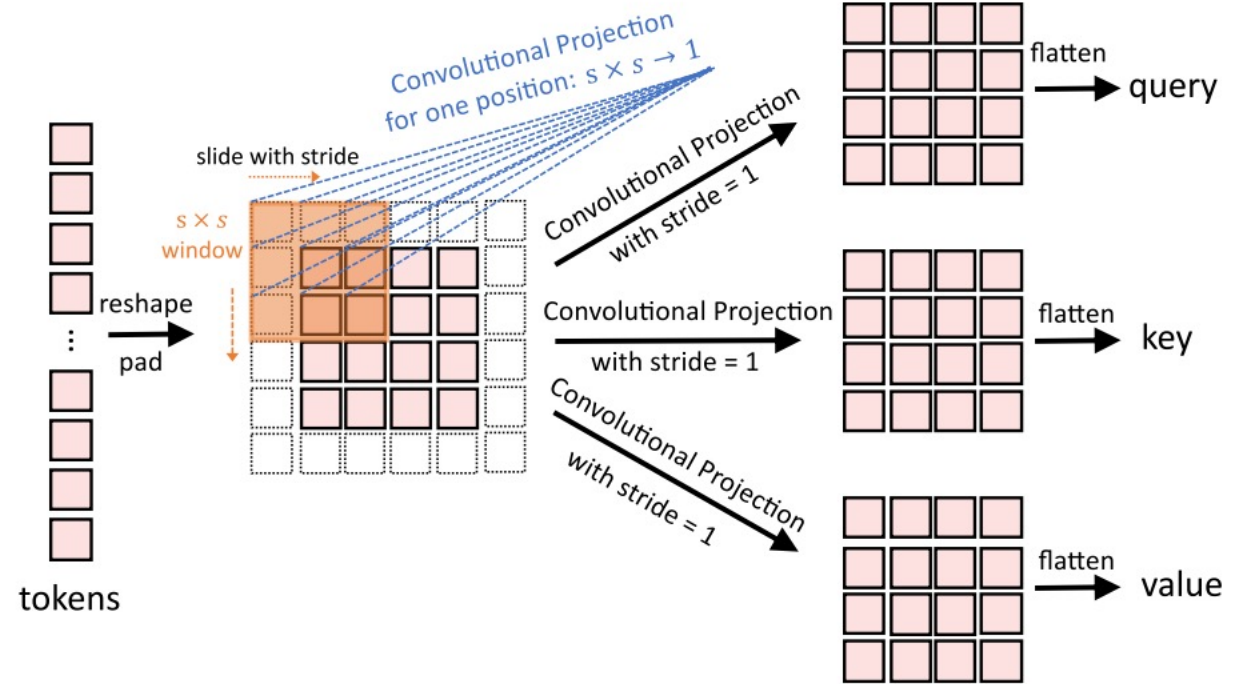 tokens
reshape
pad
slide with stride
s × s
window
Convolutional Projection
for one position: s × s → 1
Convolutional Projection
with stride = 1
flatten
query
Convolutional Projection
with stride = 1
flatten
key
Convolutional Projection
with stride = 1
flatten
value